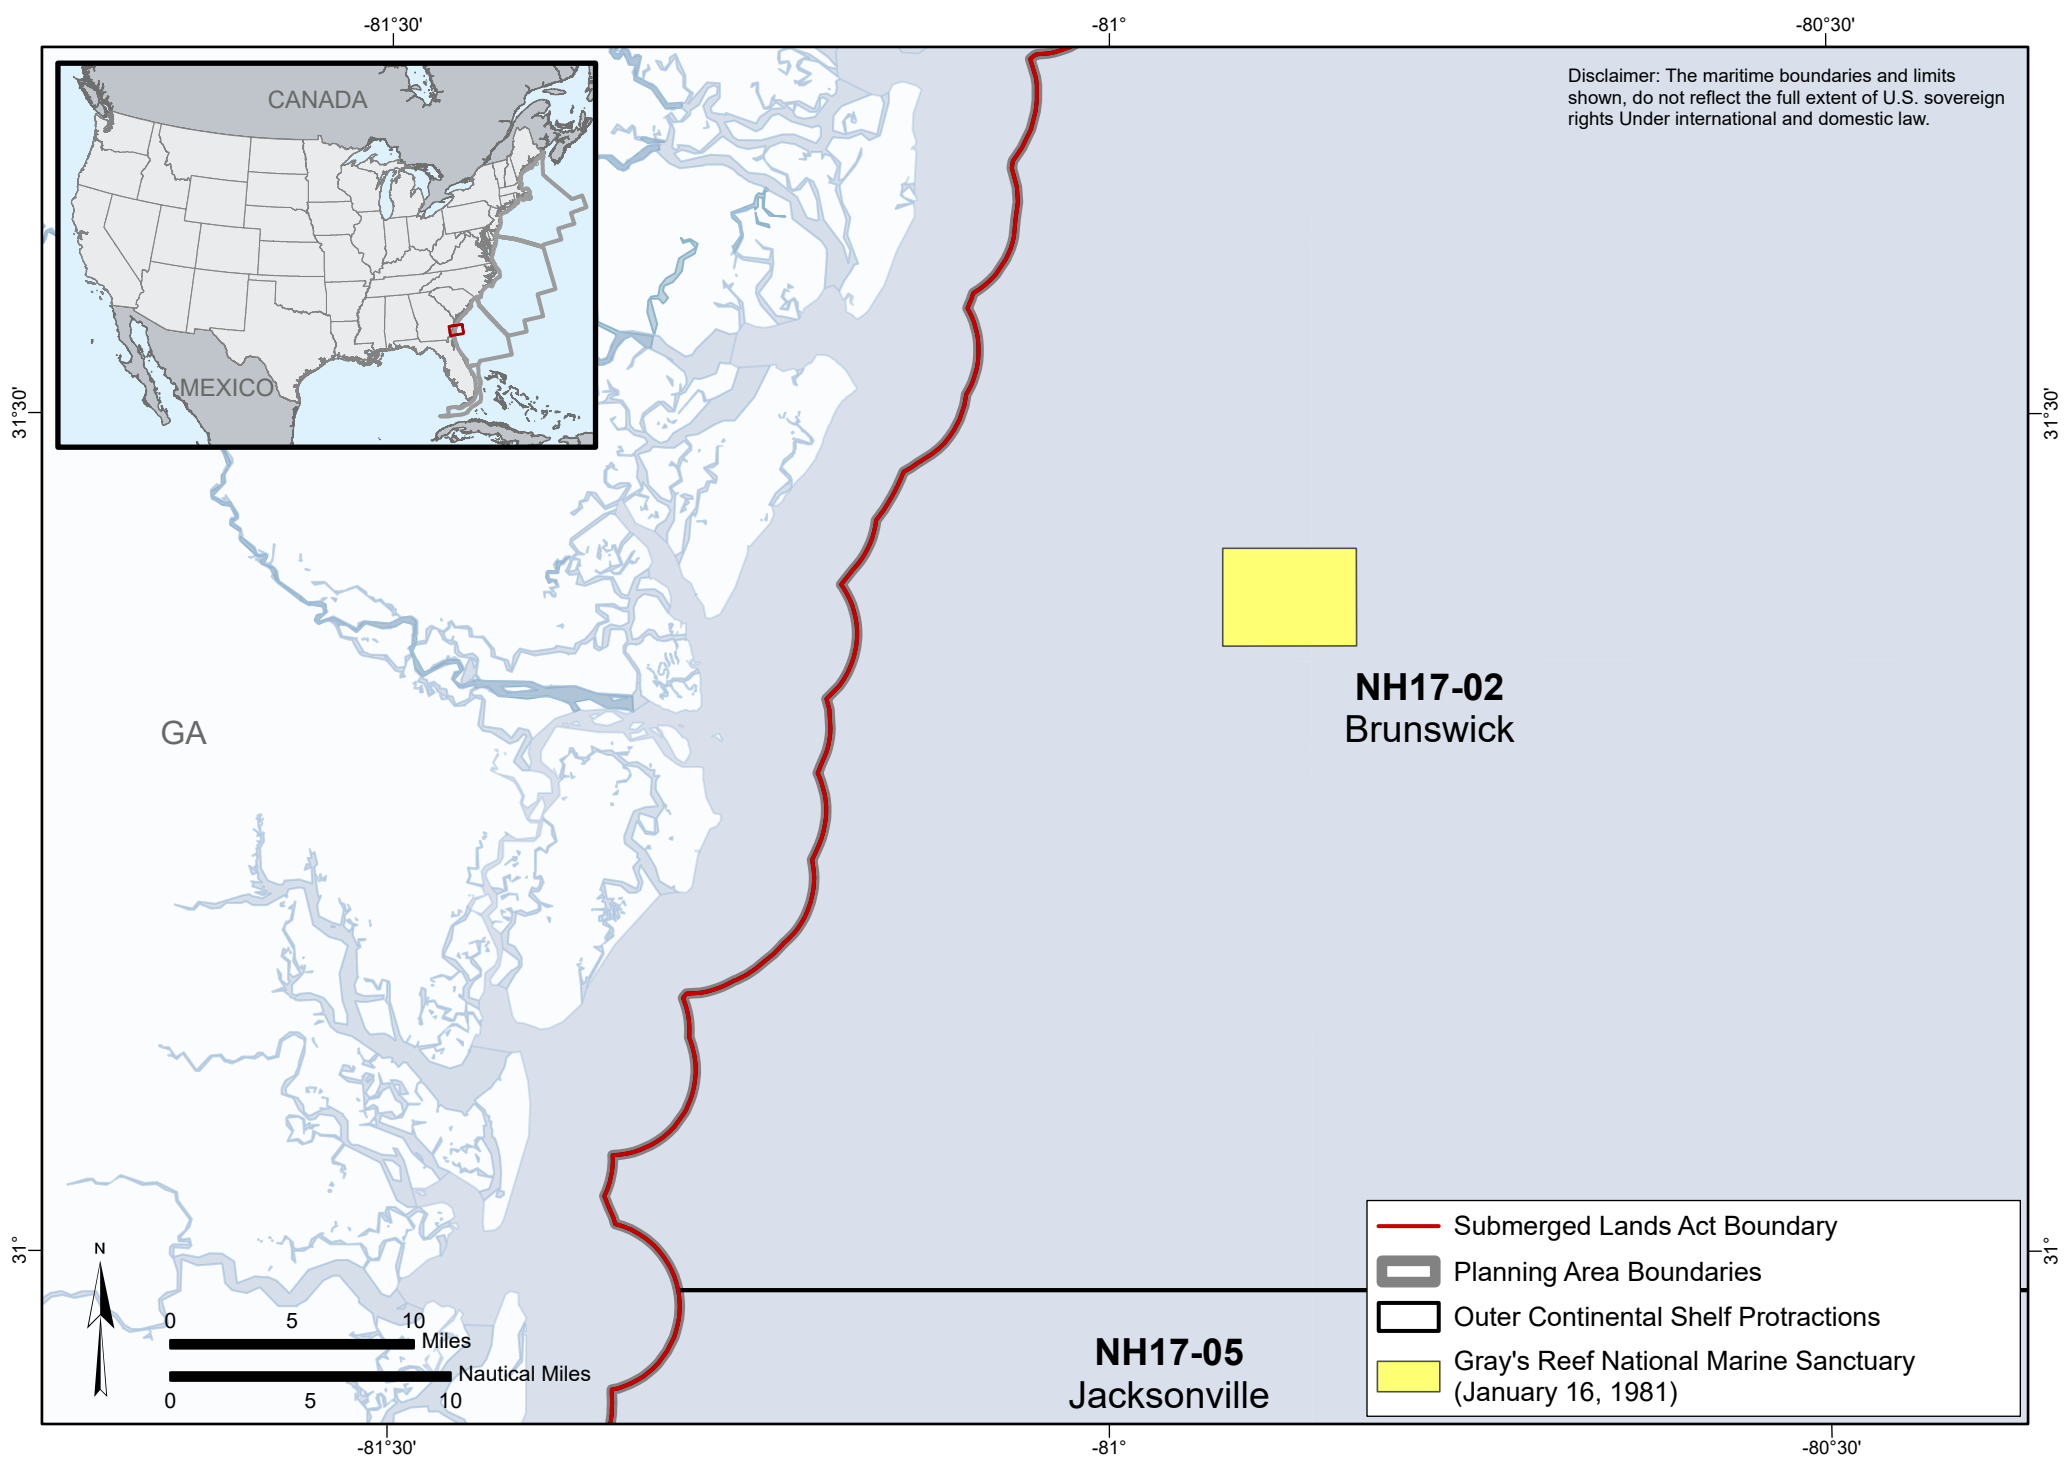 -81°30'
-81°
-80°30'
Disclaimer: The maritime boundaries and limits
shown, do not reflect the full extent of U.S. sovereign
rights Under international and domestic law.
CANADA
MEXICO
31°30'
31°30'
NH17-02
Brunswick
GA
31°
31°
N
0 5 10
Miles
Nautical Miles
0 5 10
NH17-05
Jacksonville
Submerged Lands Act Boundary
Planning Area Boundaries
Outer Continental Shelf Protractions
Gray's Reef National Marine Sanctuary
(January 16, 1981)
-81°30'
-81°
-80°30'